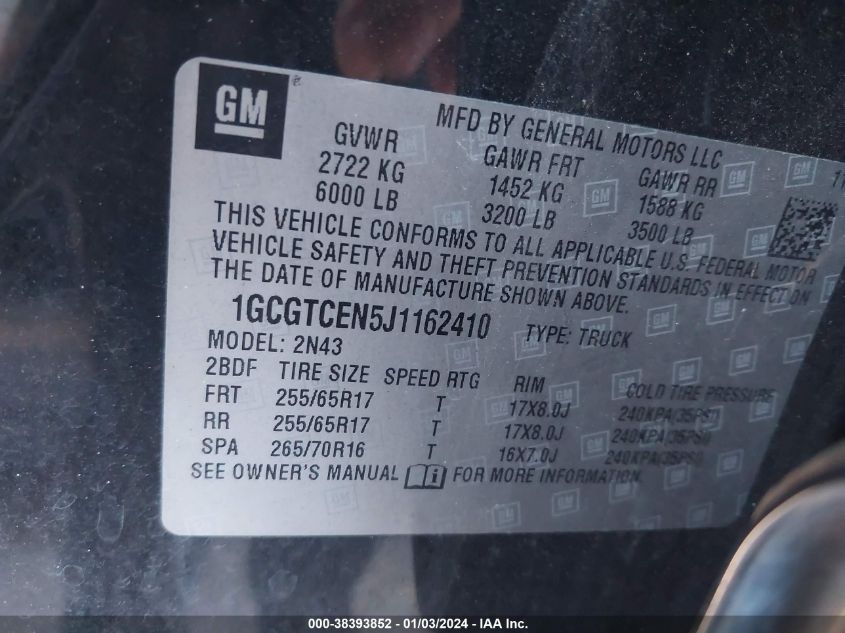 GM
MFD BY GENERAL MOTORS LLC
GVWR GAWR FRT GAWR RR
2722 KG 1452 KG 1588 KG
6000 LB 3200 LB 3500 LB
THIS VEHICLE CONFORMS TO ALL APPLICABLE U.S. FEDERAL MOTOR
VEHICLE SAFETY AND THEFT PREVENTION STANDARDS IN EFFECT ON
THE DATE OF MANUFACTURE SHOWN ABOVE.
1GCGTCEN5J1162410 TYPE: TRUCK
MODEL: 2N43
2BDF TIRE SIZE SPEED RTG RIM COLD TIRE PRESSURE
FRT 255/65R17 T 17X8.0J 240KPA(35PSI)
RR 255/65R17 T 17X8.0J 240KPA(35PSI)
SPA 265/70R16 T 16X7.0J 240KPA(35PSI)
SEE OWNER'S MANUAL FOR MORE INFORMATION.
000-38393852 - 01/03/2024 - IAA Inc.